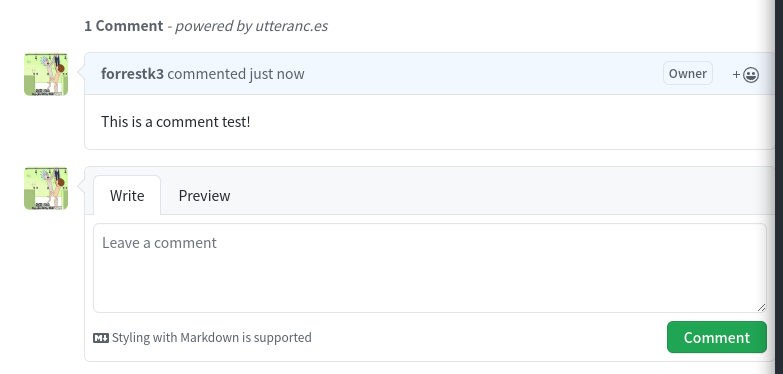 1 Comment - powered by utteranc.es
forrestk3 commented just now
Owner
+
This is a comment test!
Write
Preview
Leave a comment
Styling with Markdown is supported
Comment